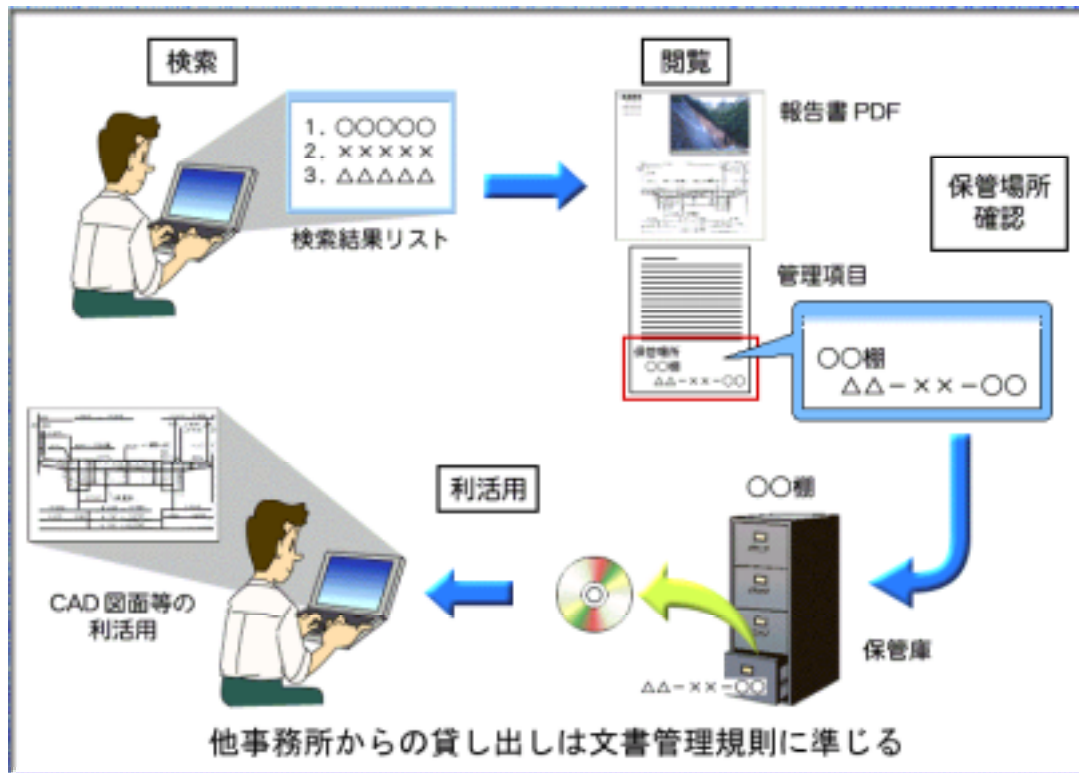 検索
1. ○○○○○
2. ×××××
3. △△△△△
検索結果リスト
閲覧
報告書 PDF
保管場所
確認
管理項目
保管場所
○○棚
△△－××－○○
○○棚
△△－××－○○
○○棚
保管庫
△△－××－○○
利活用
CAD 図面等の
利活用
他事務所からの貸し出しは文書管理規則に準じる